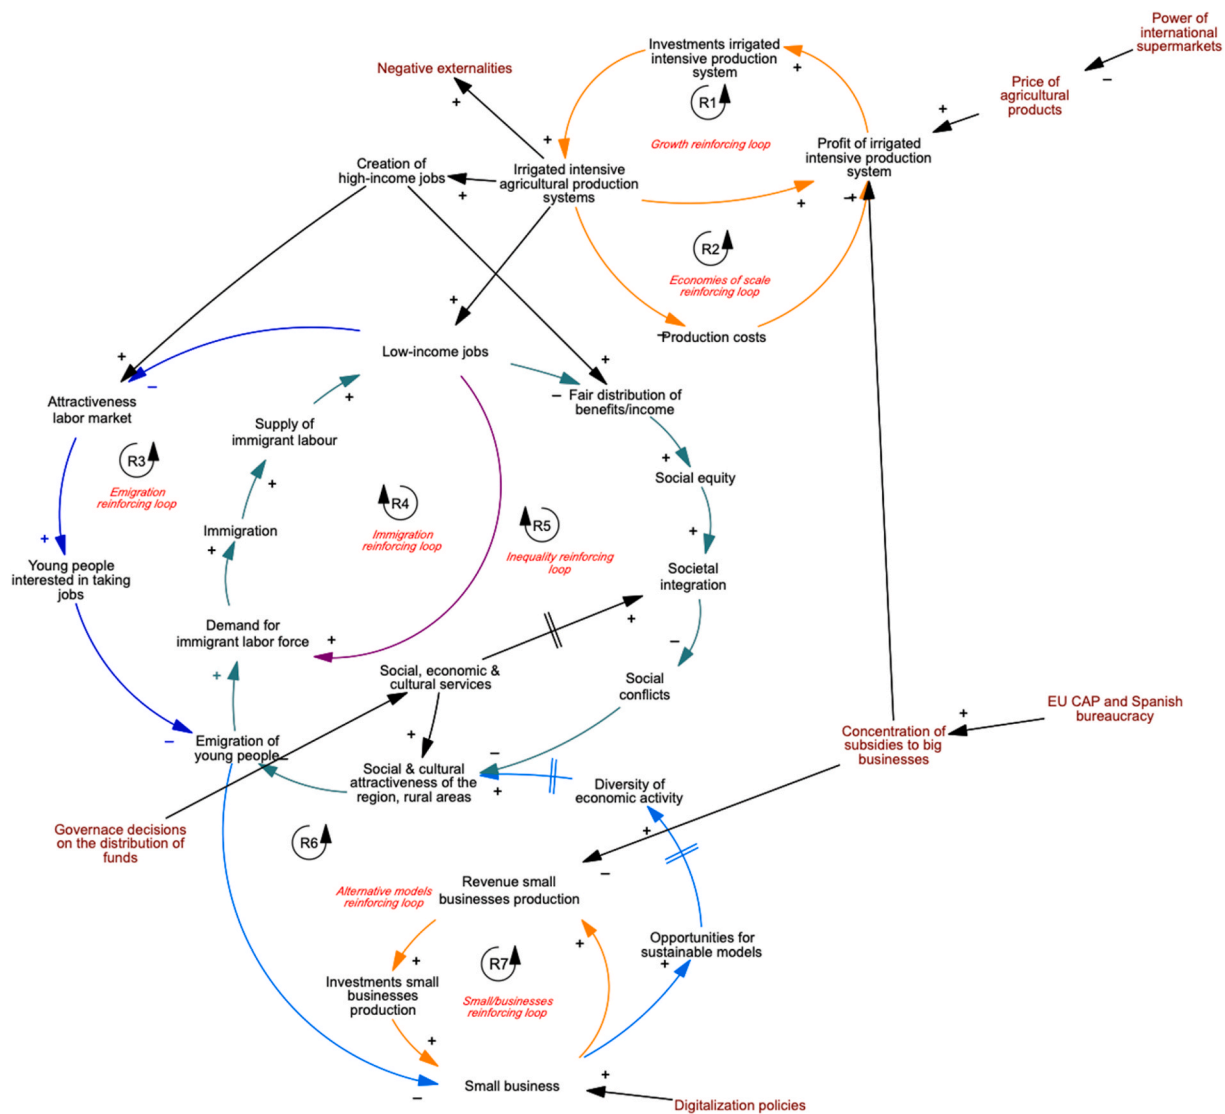 Power of
international
supermarkets
Investments irrigated
intensive production
system
Negative externalities
+
+
–
Price of
agricultural
products
+
R1
+
Growth reinforcing loop
Profit of irrigated
intensive production
system
+
Creation of
high-income jobs
Irrigated intensive
agricultural production
systems
+
+
–+
R2
Economies of scale
reinforcing loop
+
–Production costs
Low-income jobs
+
–
+
– Fair distribution of
benefits/income
Attractiveness
labor market
+
Supply of
immigrant labour
R3
Emigration
reinforcing loop
+
Social equity
+
R4
Immigration
reinforcing loop
R5
Inequality reinforcing
loop
Immigration
+
+
+
Young people
interested in taking
jobs
Societal
integration
Demand for
immigrant labor force
+
+
–
+
Social, economic &
cultural services
Social
conflicts
EU CAP and Spanish
bureaucracy
+
Concentration of
subsidies to big
businesses
–
Emigration of
young people–
+
–
Social & cultural
attractiveness of the
region, rural areas
+
Diversity of
economic activity
Governace decisions
on the distribution of
funds
R6
+
–
Alternative models
reinforcing loop
Revenue small
businesses production
+
Opportunities for
sustainable models
+
+
R7
Investments small
businesses
production
Small/businesses
reinforcing loop
+
Small business
+
–
Digitalization policies